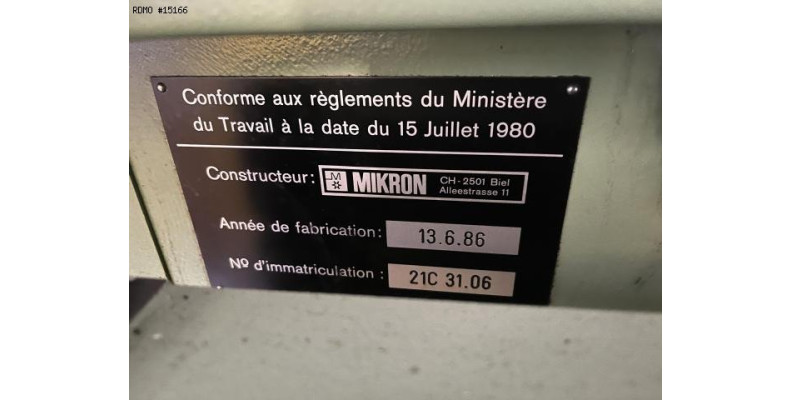 RDMO #15166
Conforme aux règlements du Ministère
du Travail à la date du 15 Juillet 1980
Constructeur: M MIKRON CH-2501 Biel
Alleestrasse 11
Année de fabrication: 13.6.86
Nº d'immatriculation : 21C 31.06